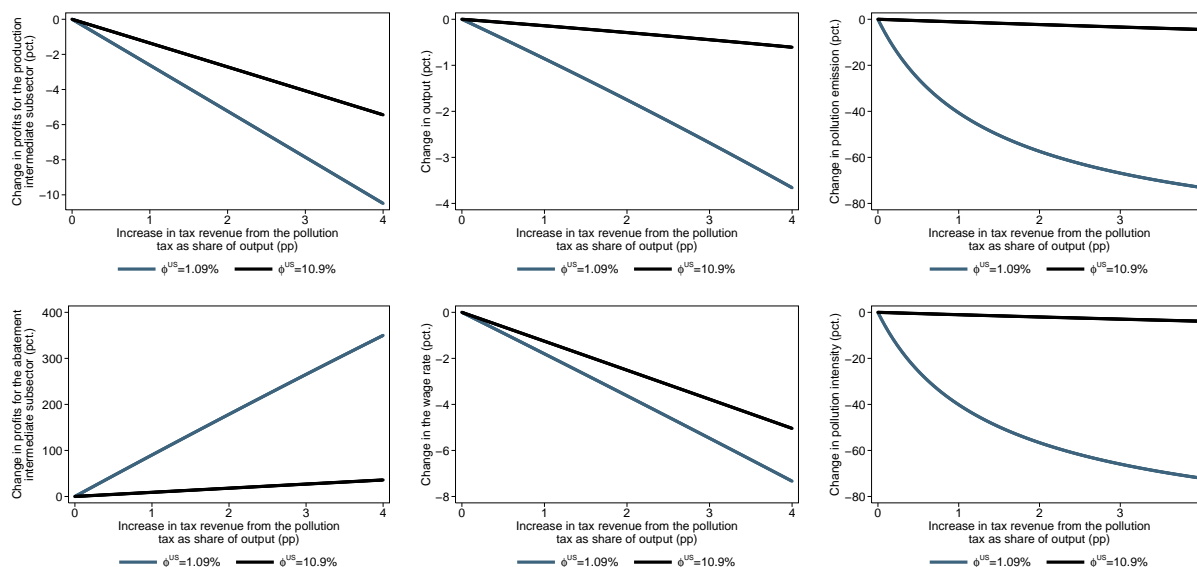 Change in profits for the production
intermediate subsector (pct.)
0
−2
−4
−6
−8
−10
0 1 2 3 4
Increase in tax revenue from the pollution
tax as share of output (pp)
ϕUS=1.09% ϕUS=10.9%
Change in output (pct.)
0
−1
−2
−3
−4
0 1 2 3 4
Increase in tax revenue from the pollution
tax as share of output (pp)
ϕUS=1.09% ϕUS=10.9%
Change in pollution emission (pct.)
0
−20
−40
−60
−80
0 1 2 3
Increase in tax revenue from the pollution
tax as share of output (pp)
ϕUS=1.09% ϕUS=10.9%
Change in profits for the abatement
intermediate subsector (pct.)
400
300
200
100
0
0 1 2 3 4
Increase in tax revenue from the pollution
tax as share of output (pp)
ϕUS=1.09% ϕUS=10.9%
Change in the wage rate (pct.)
0
−2
−4
−6
−8
0 1 2 3 4
Increase in tax revenue from the pollution
tax as share of output (pp)
ϕUS=1.09% ϕUS=10.9%
Change in pollution intensity (pct.)
0
−20
−40
−60
−80
0 1 2 3
Increase in tax revenue from the pollution
tax as share of output (pp)
ϕUS=1.09% ϕUS=10.9%